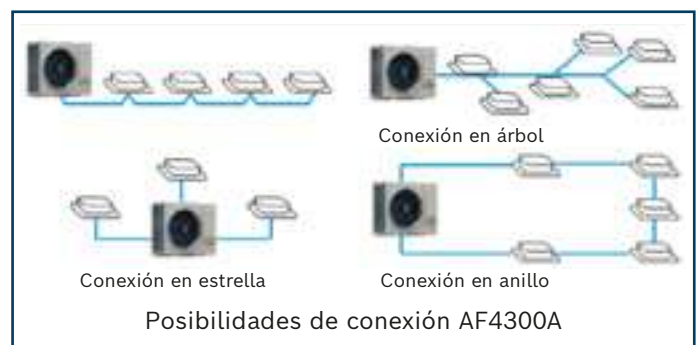 Conexión en árbol
Conexión en estrella
Conexión en anillo
Posibilidades de conexión AF4300A